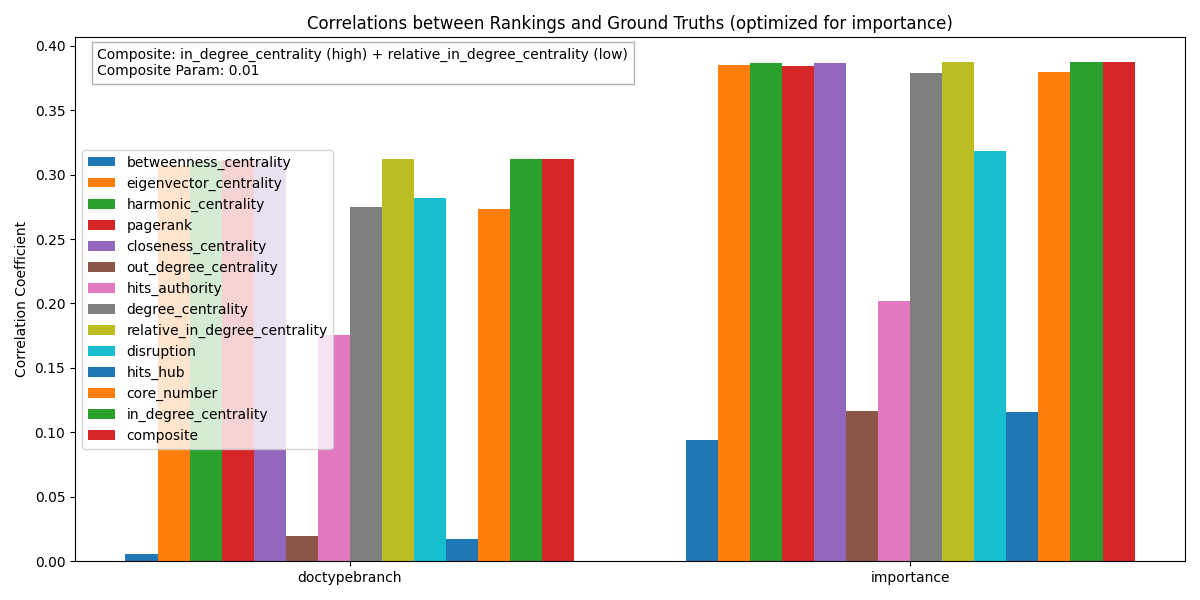 Correlations between Rankings and Ground Truths (optimized for importance)
Composite: in_degree_centrality (high) + relative_in_degree_centrality (low)
Composite Param: 0.01
Correlation Coefficient
0.40
0.35
0.30
0.25
0.20
0.15
0.10
0.05
0.00
betweenness_centrality
eigenvector_centrality
harmonic_centrality
pagerank
closeness_centrality
out_degree_centrality
hits_authority
degree_centrality
relative_in_degree_centrality
disruption
hits_hub
core_number
in_degree_centrality
composite
doctypebranch
importance